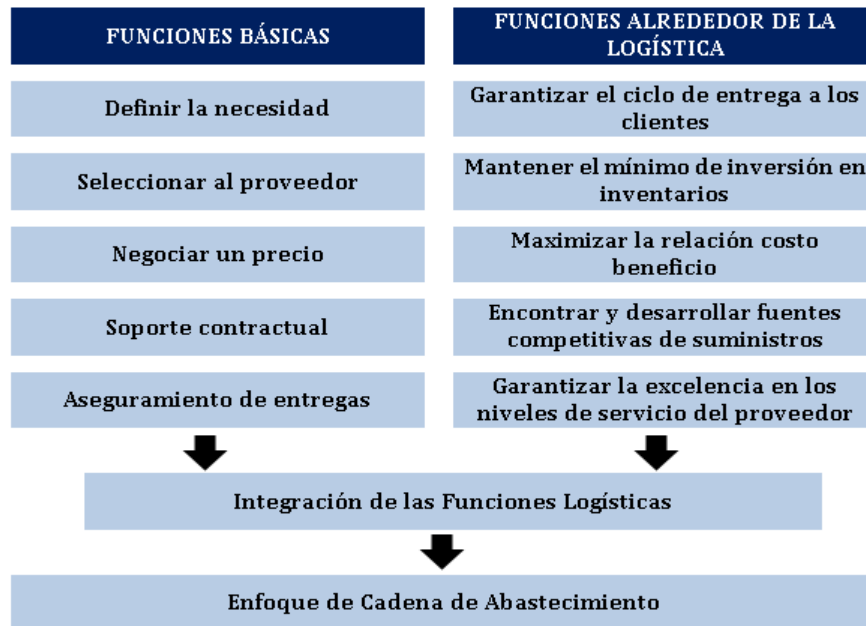 FUNCIONES BÁSICAS
Definir la necesidad
Seleccionar al proveedor
Negociar un precio
Soporte contractual
Aseguramiento de entregas
FUNCIONES ALREDEDOR DE LA
LOGÍSTICA
Garantizar el ciclo de entrega a los
clientes
Mantener el mínimo de inversión en
inventarios
Maximizar la relación costo
beneficio
Encontrar y desarrollar fuentes
competitivas de suministros
Garantizar la excelencia en los
niveles de servicio del proveedor
Integración de las Funciones Logísticas
Enfoque de Cadena de Abastecimiento